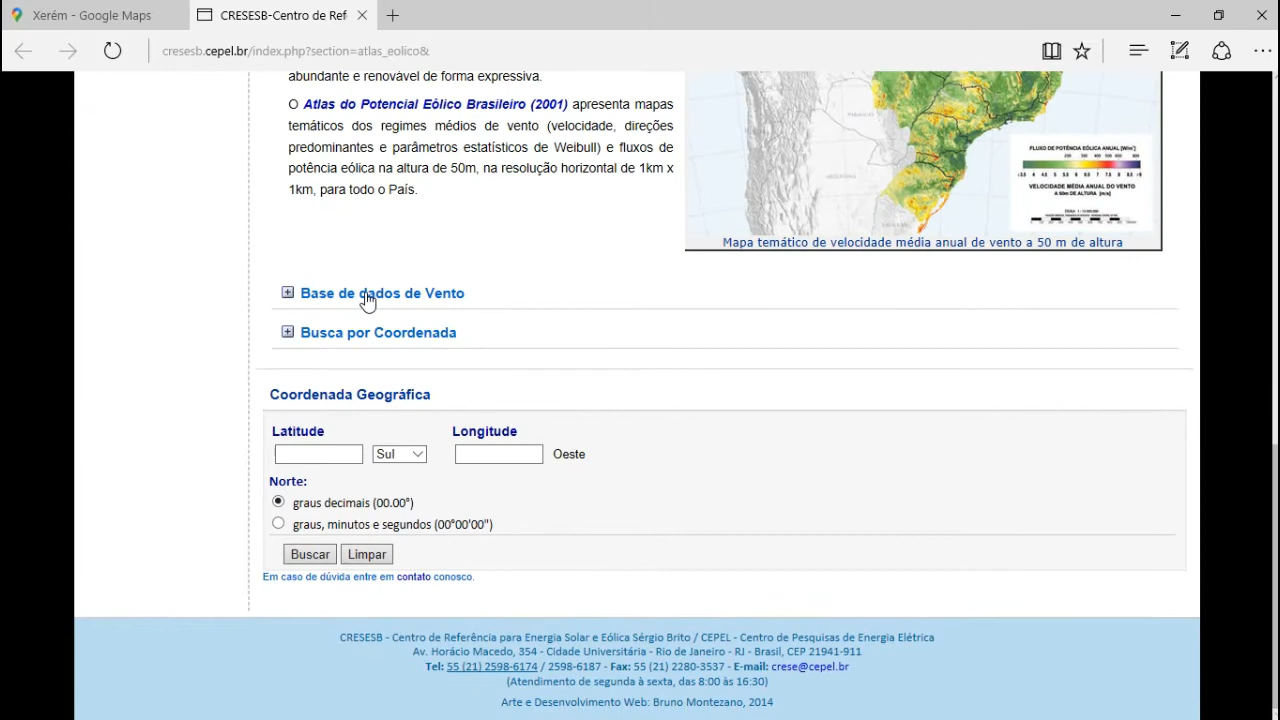 Xerém - Google Maps
CRESESB-Centro de Ref
cresesb.cepel.br/index.php?section=atlas_eolico&
abundante e renovável de forma expressiva.
O Atlas do Potencial Eólico Brasileiro (2001) apresenta mapas
temáticos dos regimes médios de vento (velocidade, direções
predominantes e parâmetros estatísticos de Weibull) e fluxos de
potência eólica na altura de 50m, na resolução horizontal de 1km x
1km, para todo o País.
FLUXO DE POTÊNCIA EÓLICA ANUAL [W/m²]
VELOCIDADE MÉDIA ANUAL DO VENTO
A 50m DE ALTURA [m/s]
Mapa temático de velocidade média anual de vento a 50 m de altura
Base de dados de Vento
Busca por Coordenada
Coordenada Geográfica
Latitude Longitude
Sul Oeste
Norte:
graus decimais (00.00°)
graus, minutos e segundos (00°00'00")
Buscar Limpar
Em caso de dúvida entre em contato conosco.
CRESESB - Centro de Referência para Energia Solar e Eólica Sérgio Brito / CEPEL - Centro de Pesquisas de Energia Elétrica
Av. Horácio Macedo, 354 - Cidade Universitária - Rio de Janeiro - RJ - Brasil, CEP 21941-911
Tel: 55 (21) 2598-6174 / 2598-6187 - Fax: 55 (21) 2280-3537 - E-mail: crese@cepel.br
(Atendimento de segunda à sexta, das 8:00 às 16:30)
Arte e Desenvolvimento Web: Bruno Montezano, 2014